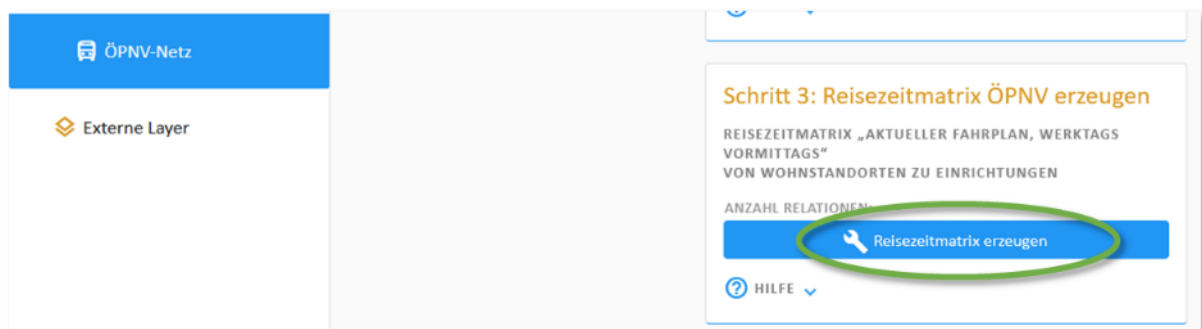 ÖPNV-Netz
Externe Layer
Schritt 3: Reisezeitmatrix ÖPNV erzeugen
REISEZEITMATRIX „AKTUELLER FAHRPLAN, WERKTAGS
VORMITTAGS“
VON WOHNSTANDORTEN ZU EINRICHTUNGEN
ANZAHL RELATIONEN:
Reisezeitmatrix erzeugen
HILFE